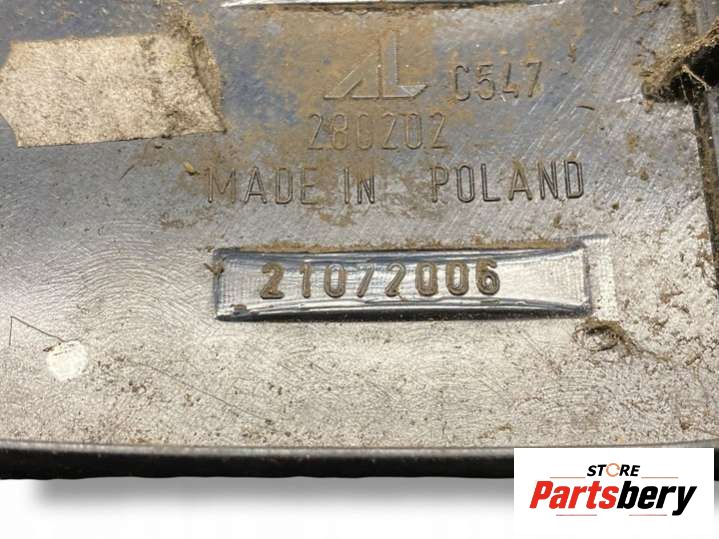 AL C547
280202
MADE IN POLAND
21072006
STORE
Partsbery